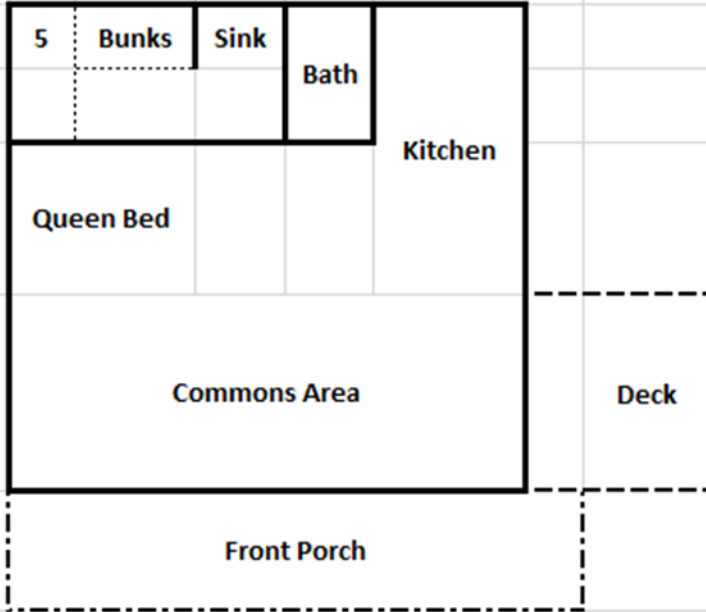 5 Bunks Sink
Bath
Kitchen
Queen Bed
Commons Area
Deck
Front Porch